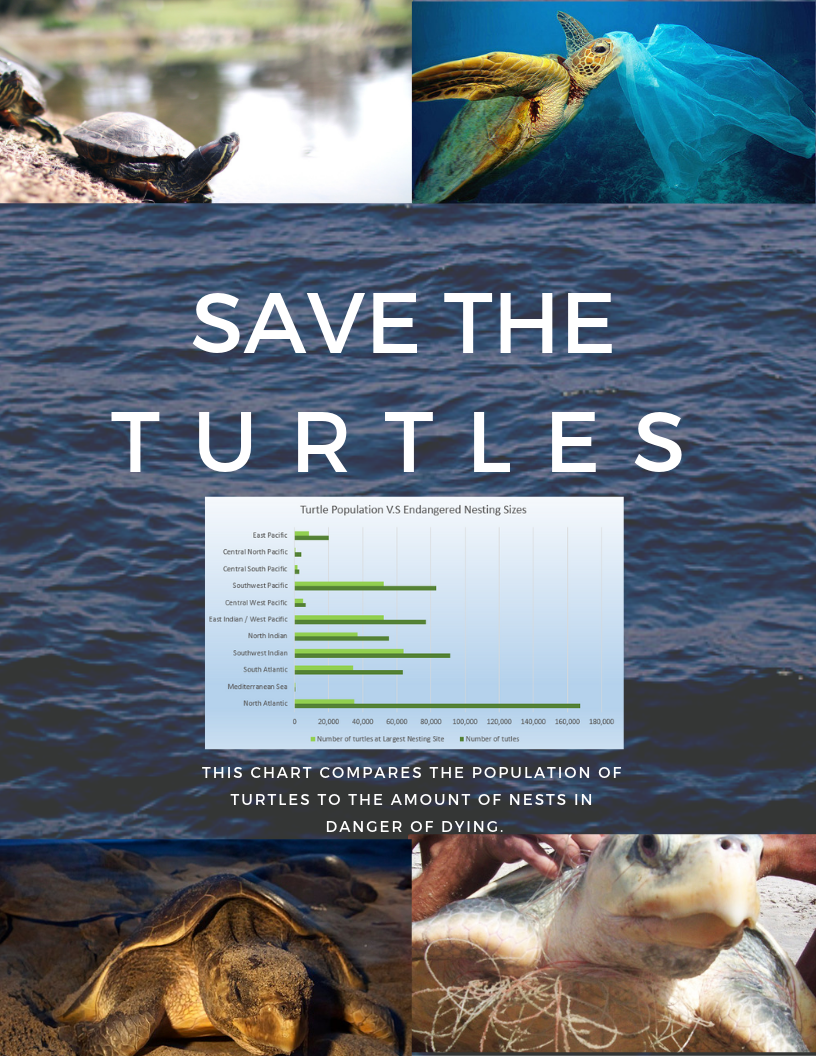 SAVE THE
TURTLES
Turtle Population V.S Endangered Nesting Sizes
East Pacific
Central North Pacific
Central South Pacific
Southwest Pacific
Central West Pacific
East Indian / West Pacific
North Indian
Southwest Indian
South Atlantic
Mediterranean Sea
North Atlantic
0 20,000 40,000 60,000 80,000 100,000 120,000 140,000 160,000 180,000
Number of turtles at Largest Nesting Site Number of tutles
THIS CHART COMPARES THE POPULATION OF
TURTLES TO THE AMOUNT OF NESTS IN
DANGER OF DYING.